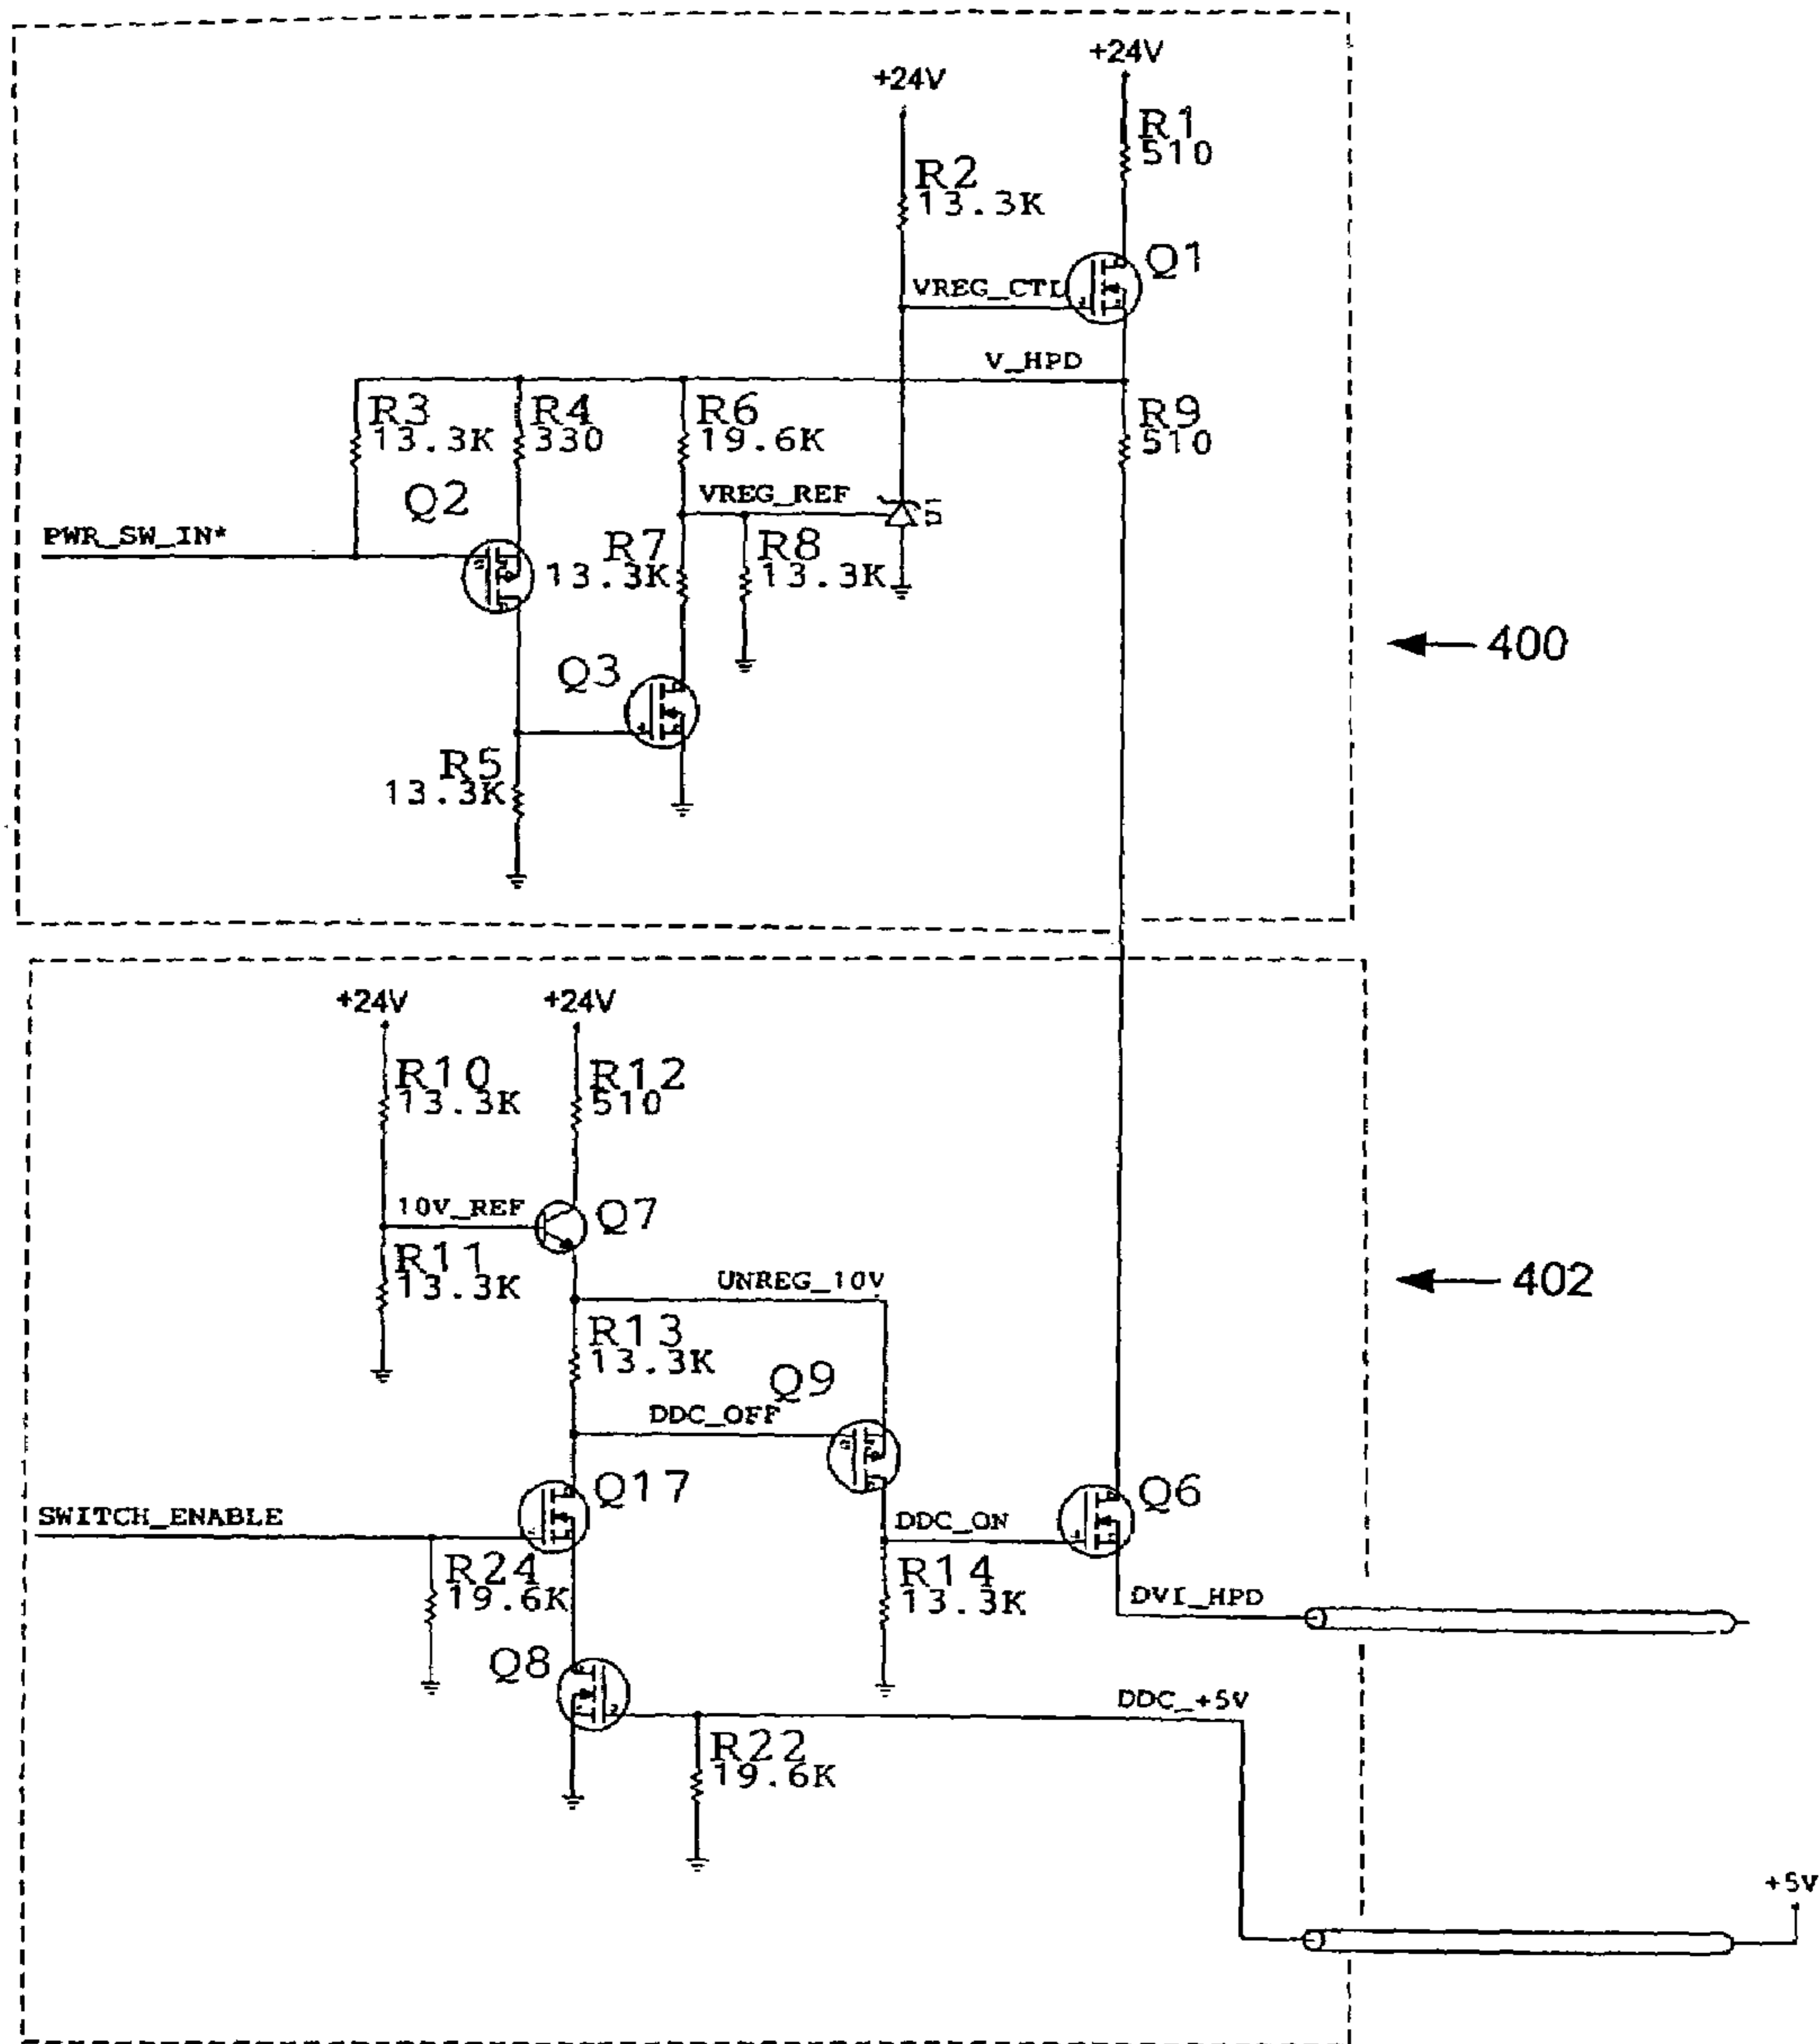 +24V
+24V
R1
510
R2
13.3K
Q1
VREG_CTL
V_HPD
R3
13.3K
R4
330
R6
19.6K
R9
510
Q2
VREG_REF
PWR_SW_IN*
R7
13.3K
R8
13.3K
400
Q3
R5
13.3K
+24V
+24V
R10
13.3K
R12
510
10V_REF
Q7
R11
13.3K
UNREG_10V
402
R13
13.3K
Q9
DDC_OFF
Q17
Q6
SWITCH_ENABLE
DDC_ON
R24
19.6K
R14
13.3K
DVI_HPD
Q8
DDC_+5V
R22
19.6K
+5V